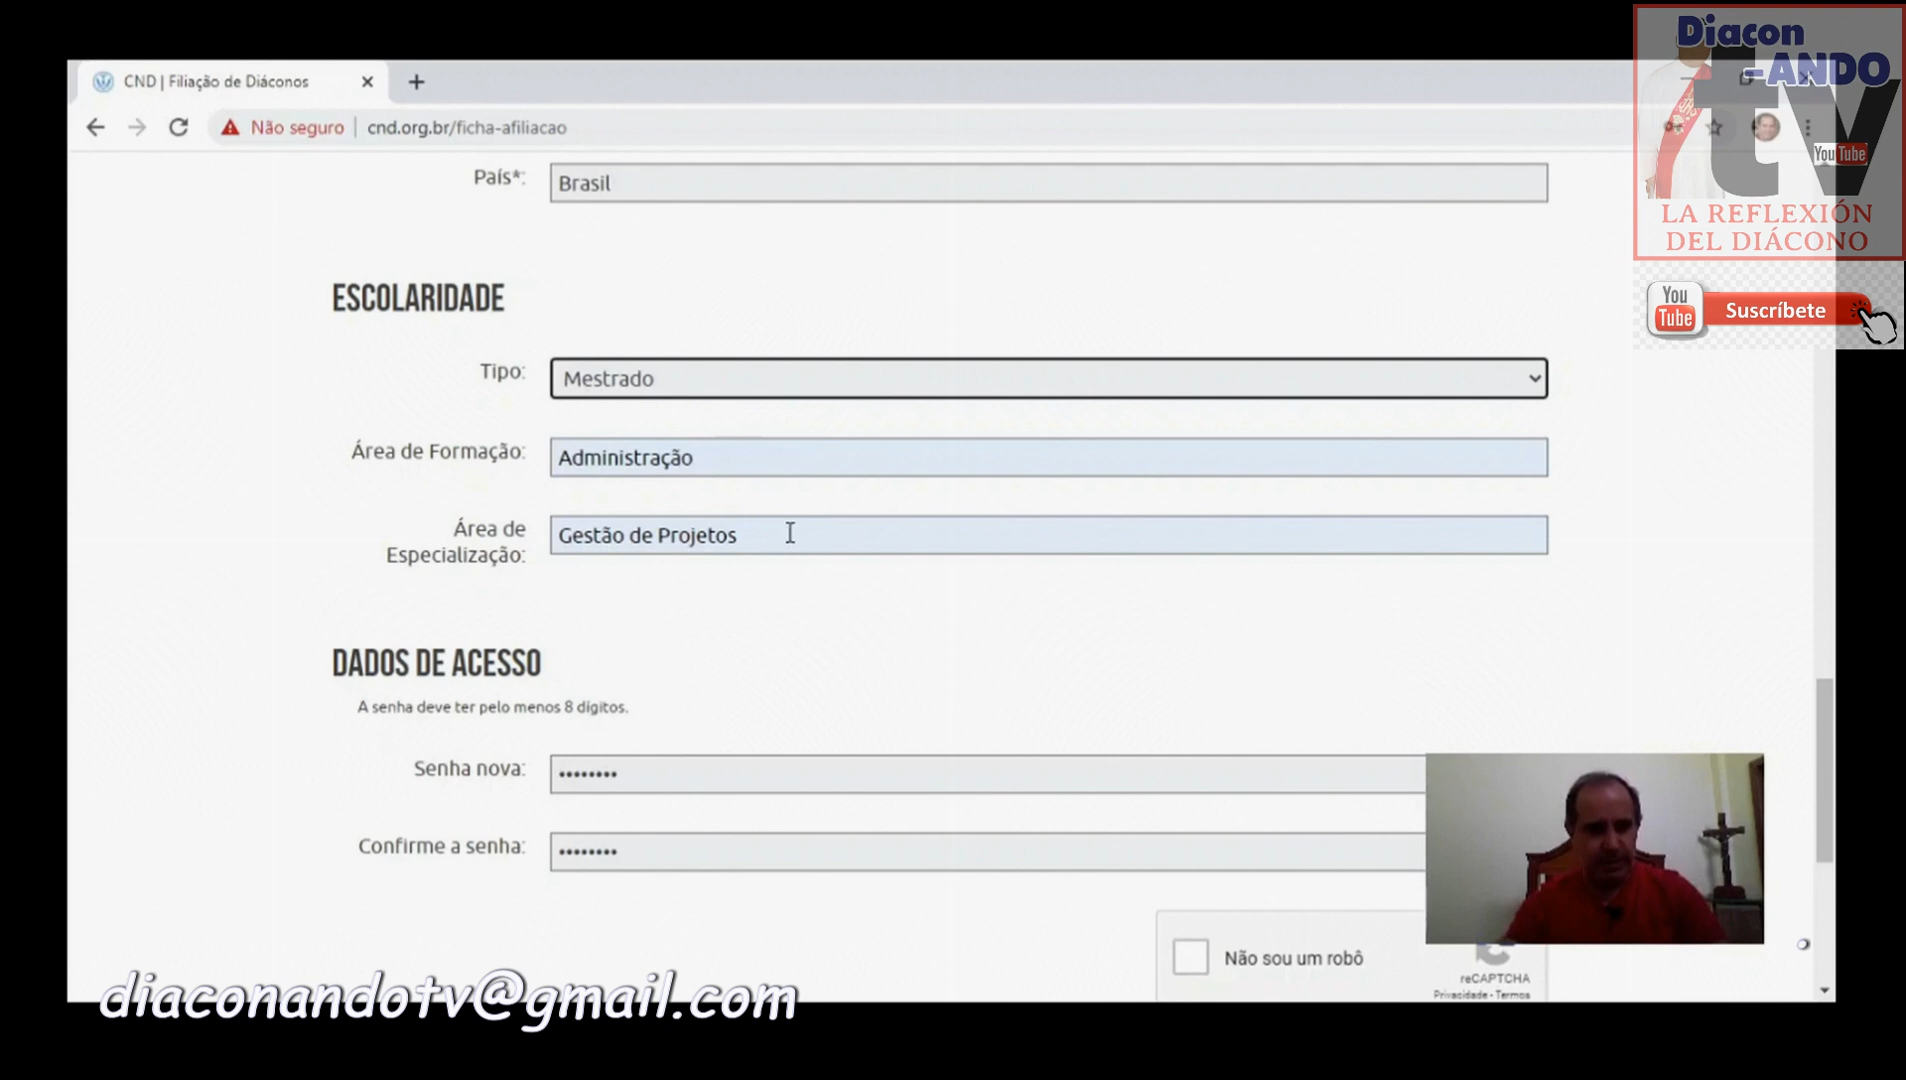 Diacon
-ANDO
tv
YouTube
LA REFLEXIÓN
DEL DIÁCONO
You
Tube
Suscríbete
CND | Filiação de Diáconos
Não seguro
cnd.org.br/ficha-afiliacao
País*:
Brasil
ESCOLARIDADE
Tipo:
Mestrado
Área de Formação:
Administração
Área de
Especialização:
Gestão de Projetos
DADOS DE ACESSO
A senha deve ter pelo menos 8 dígitos.
Senha nova:
••••••••
Confirme a senha:
••••••••
Não sou um robô
reCAPTCHA
Privacidade - Termos
diaconandotv@gmail.com